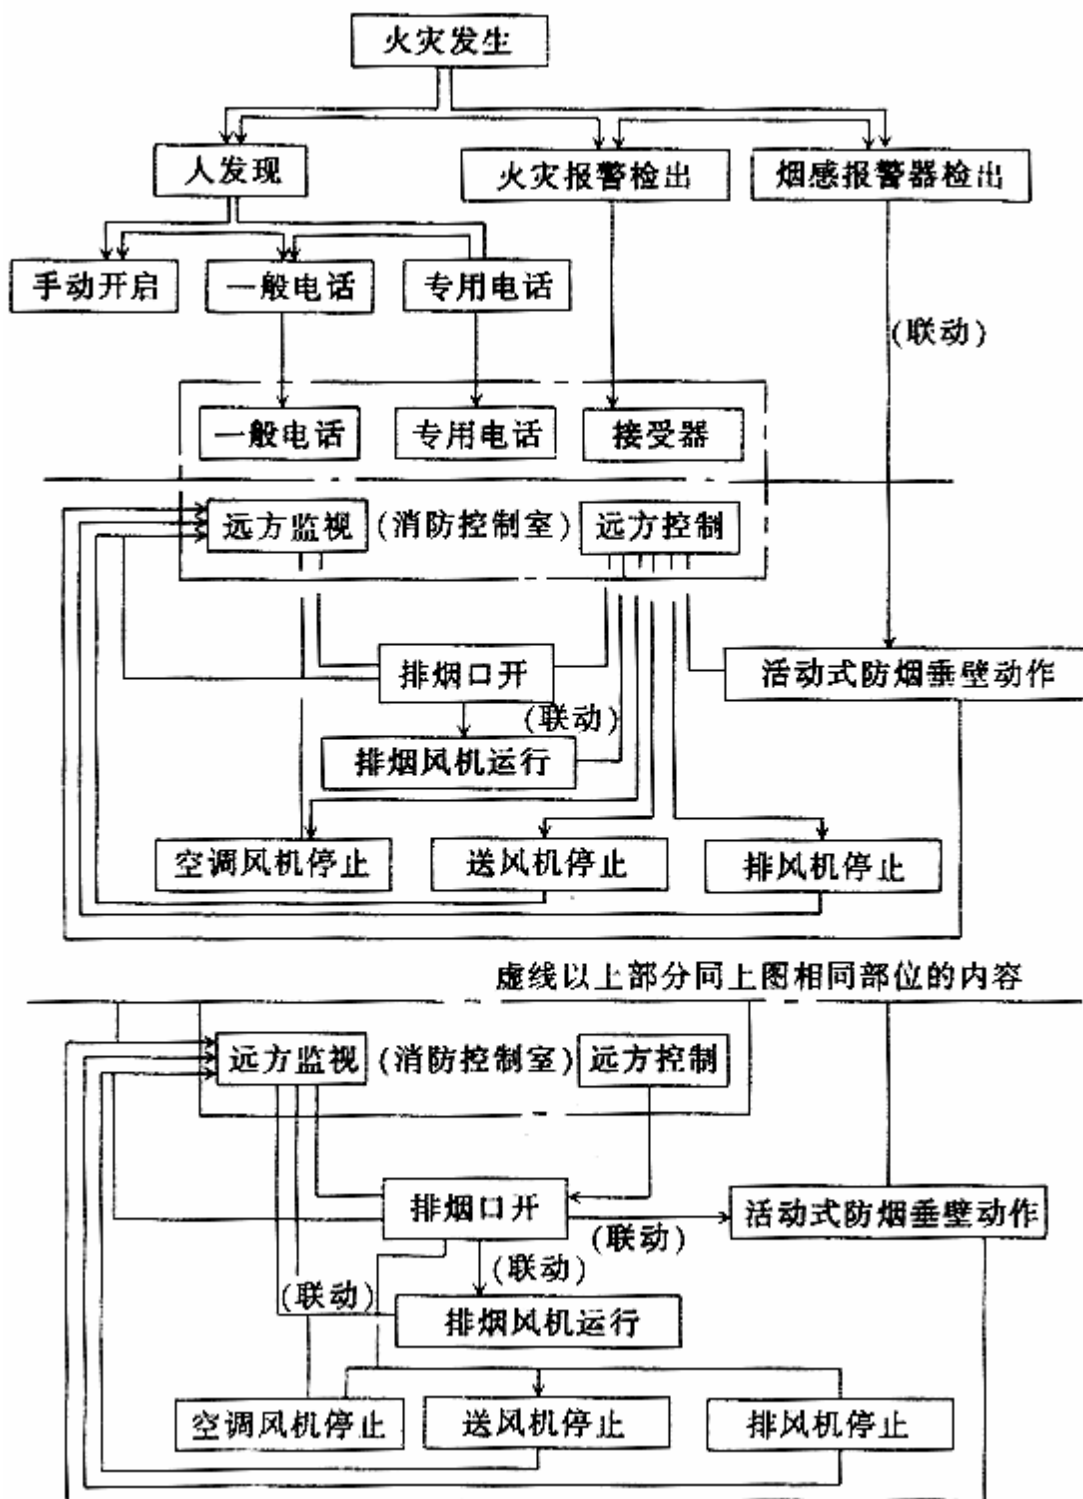 火灾发生
人发现
火灾报警检出
烟感报警器检出
手动开启
一般电话
专用电话
(联动)
一般电话
专用电话
接受器
远方监视
(消防控制室)
远方控制
排烟口开
活动式防烟垂壁动作
(联动)
排烟风机运行
空调风机停止
送风机停止
排风机停止
虚线以上部分同上图相同部位的内容
远方监视
(消防控制室)
远方控制
排烟口开
活动式防烟垂壁动作
(联动)
(联动)
(联动)
排烟风机运行
空调风机停止
送风机停止
排风机停止